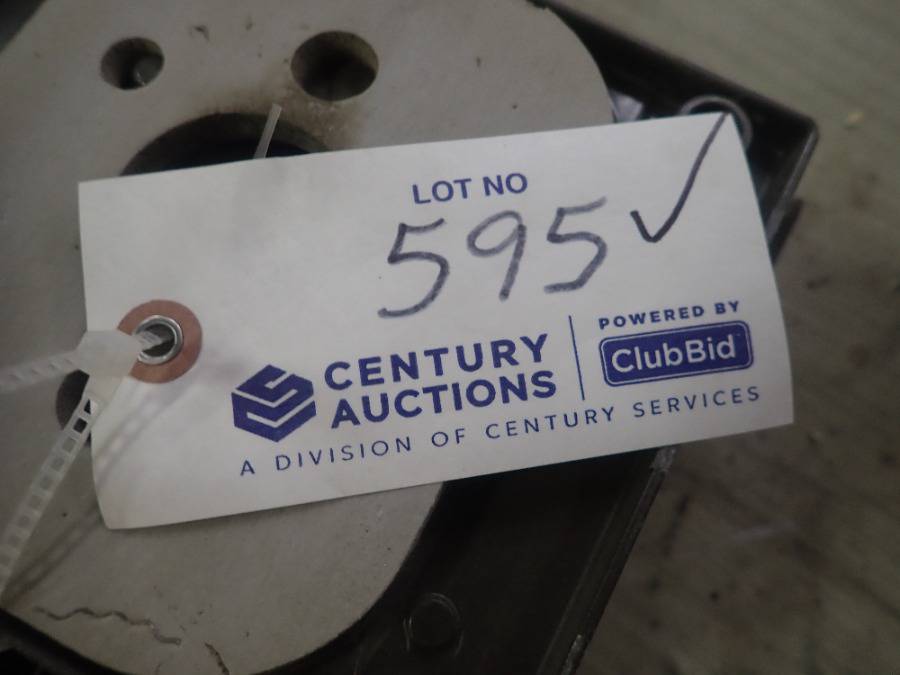 LOT NO
595 ✓
CENTURY
AUCTIONS
POWERED BY
ClubBid
A DIVISION OF CENTURY SERVICES